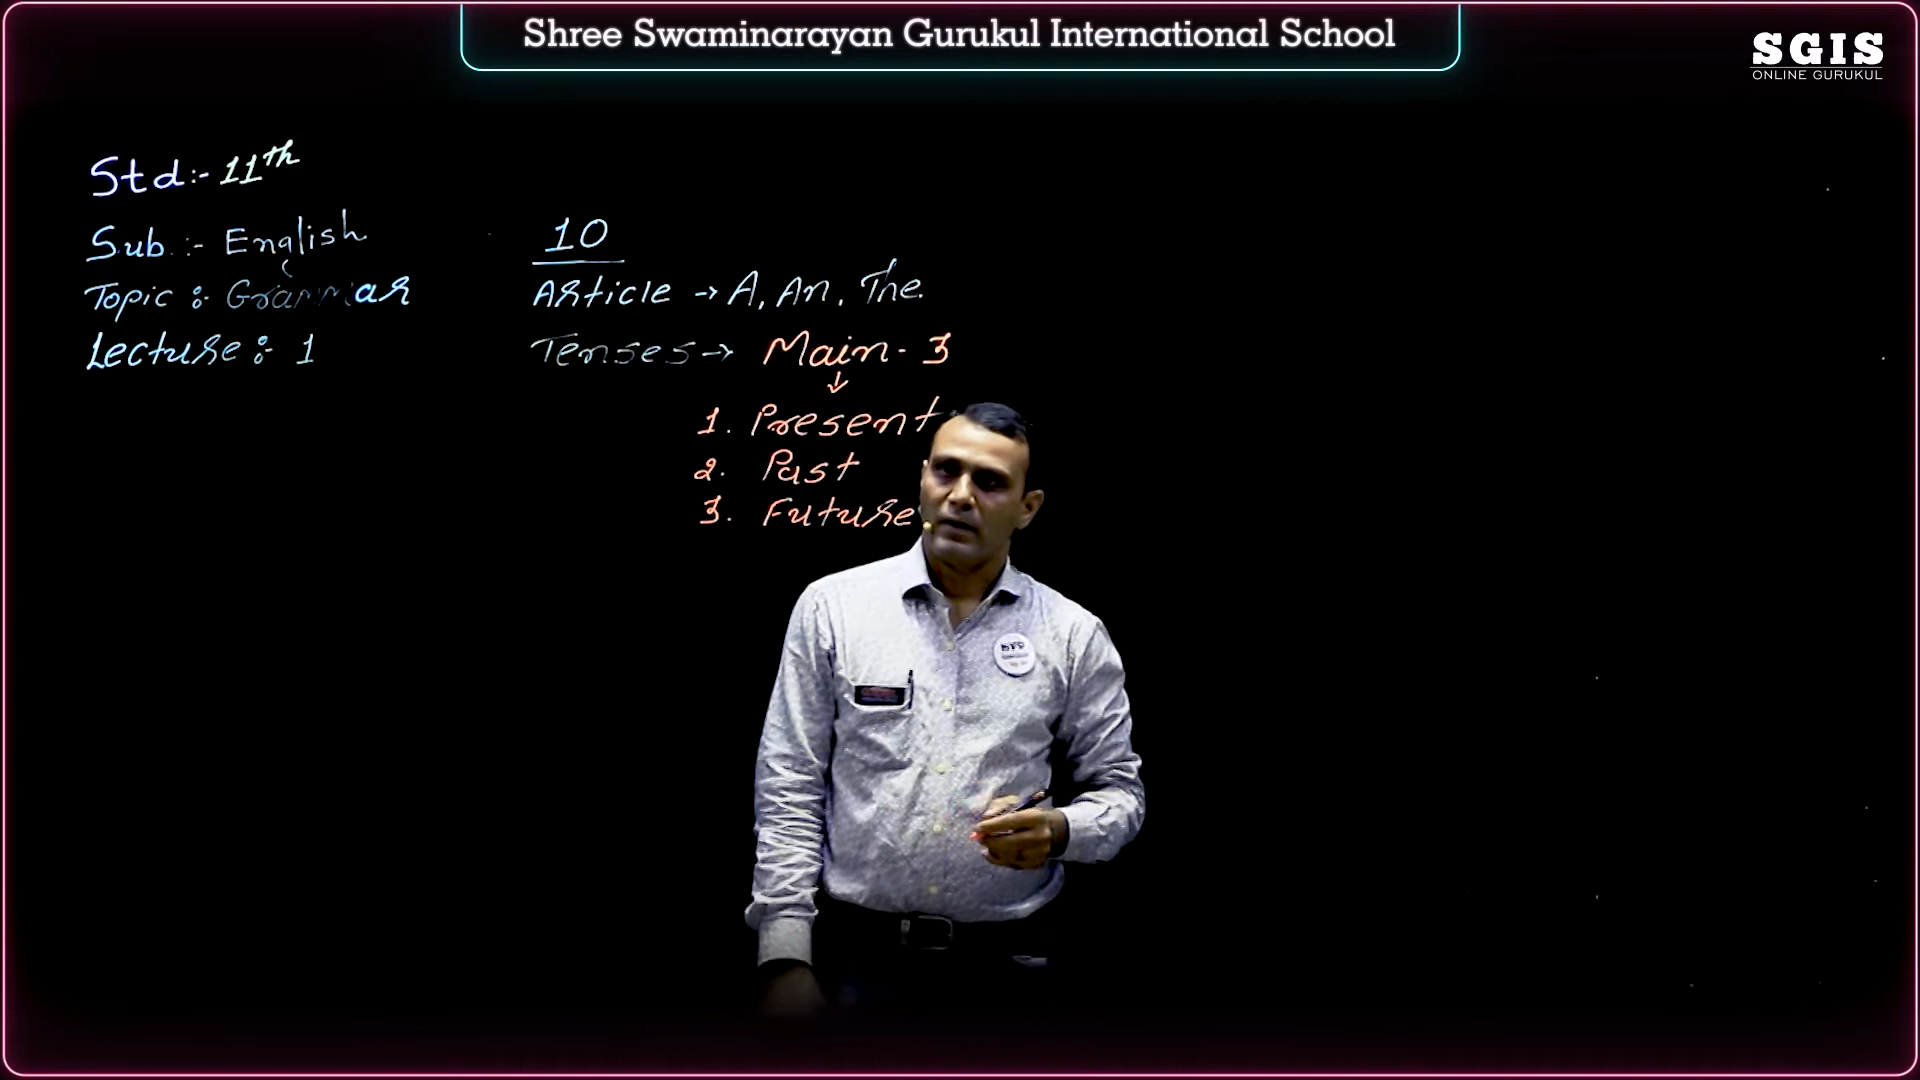 Shree Swaminarayan Gurukul International School
SGIS
ONLINE GURUKUL
Std:- 11th
Sub :- English
Topic :- Grammar
Lecture :- 1
10
Article → A, An, The.
Tenses → Main - 3
↓
1. Present
2. Past
3. Future